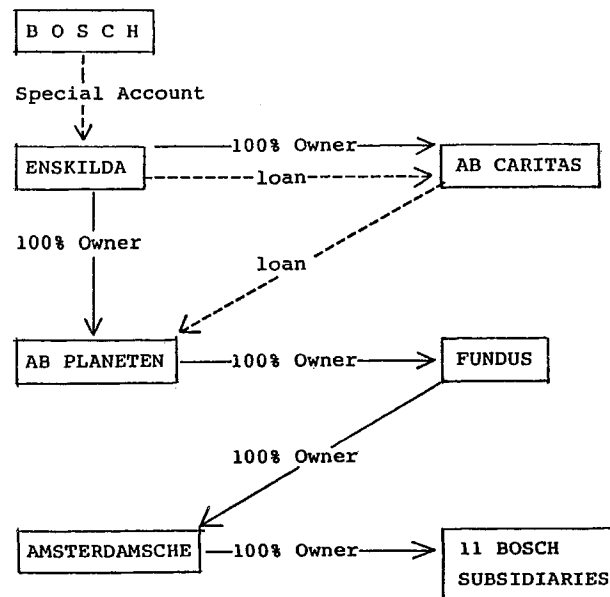 B O S C H
Special Account
ENSKILDA
100% Owner
AB CARITAS
loan
100% Owner
loan
AB PLANETEN
100% Owner
FUNDUS
100% Owner
AMSTERDAMSCHE
100% Owner
11 BOSCH
SUBSIDIARIES